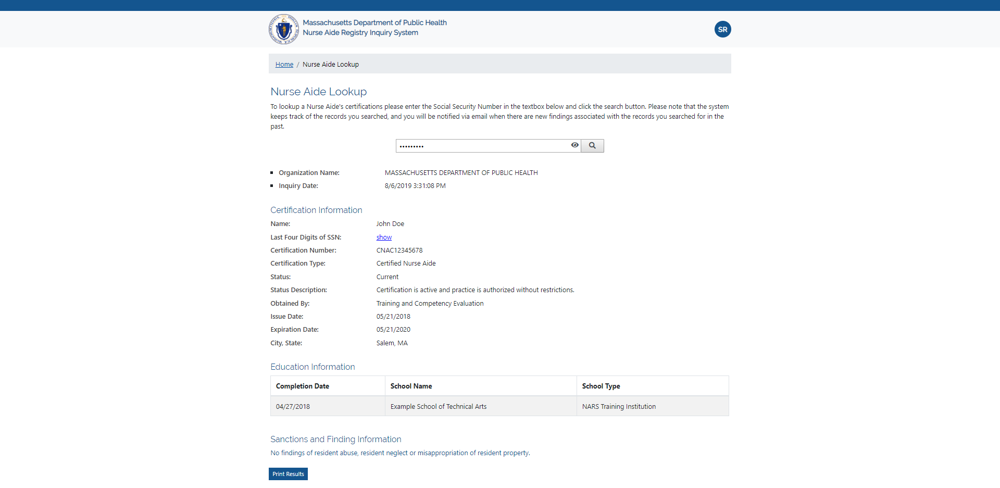 Massachusetts Department of Public Health
Nurse Aide Registry Inquiry System
SR
Home / Nurse Aide Lookup
Nurse Aide Lookup
To lookup a Nurse Aide's certifications please enter the Social Security Number in the textbox below and click the search button. Please note that the system
keeps track of the records you searched, and you will be notified via email when there are new findings associated with the records you searched for in the
past.
Organization Name: MASSACHUSETTS DEPARTMENT OF PUBLIC HEALTH
Inquiry Date: 8/6/2019 3:31:08 PM
Certification Information
Name: John Doe
Last Four Digits of SSN: show
Certification Number: CNAC12345678
Certification Type: Certified Nurse Aide
Status: Current
Status Description: Certification is active and practice is authorized without restrictions.
Obtained By: Training and Competency Evaluation
Issue Date: 05/21/2018
Expiration Date: 05/21/2020
City, State: Salem, MA
Education Information
Completion Date School Name School Type
04/27/2018 Example School of Technical Arts NARS Training Institution
Sanctions and Finding Information
No findings of resident abuse, resident neglect or misappropriation of resident property.
Print Results